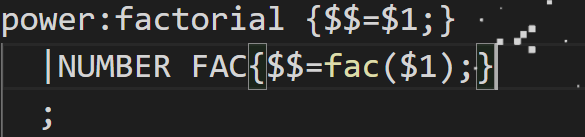 power:factorial {$$=$1;}
|NUMBER FAC{$$=fac($1);}
;